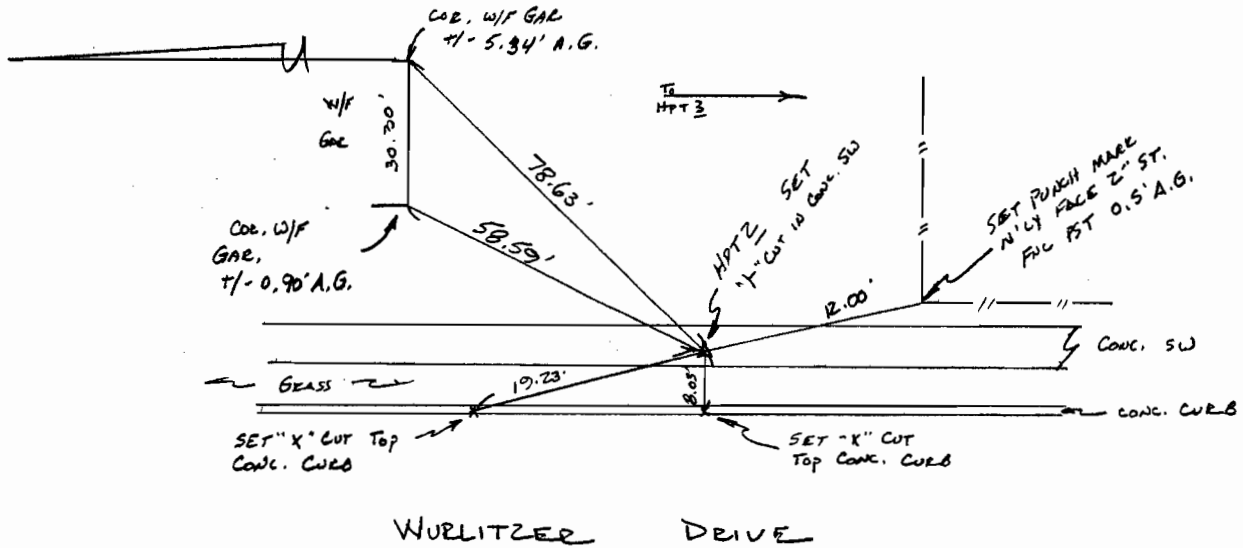 COR. W/F GAR
+/- 5.34' A.G.
W/F
GAR
30.30'
To
HPT 3
78.63'
58.59'
COR. W/F
GAR,
+/- 0.90' A.G.
HPT 2 SET
"X" CUT IN CONC. SW
SET PUNCH MARK
N'LY FACE 2" ST.
FNC PST 0.5' A.G.
12.00'
CONC. SW
GRASS
19.23'
8.05'
CONC. CURB
SET "X" CUT TOP
CONC. CURB
SET "X" CUT
TOP CONC. CURB
WURLITZER DRIVE